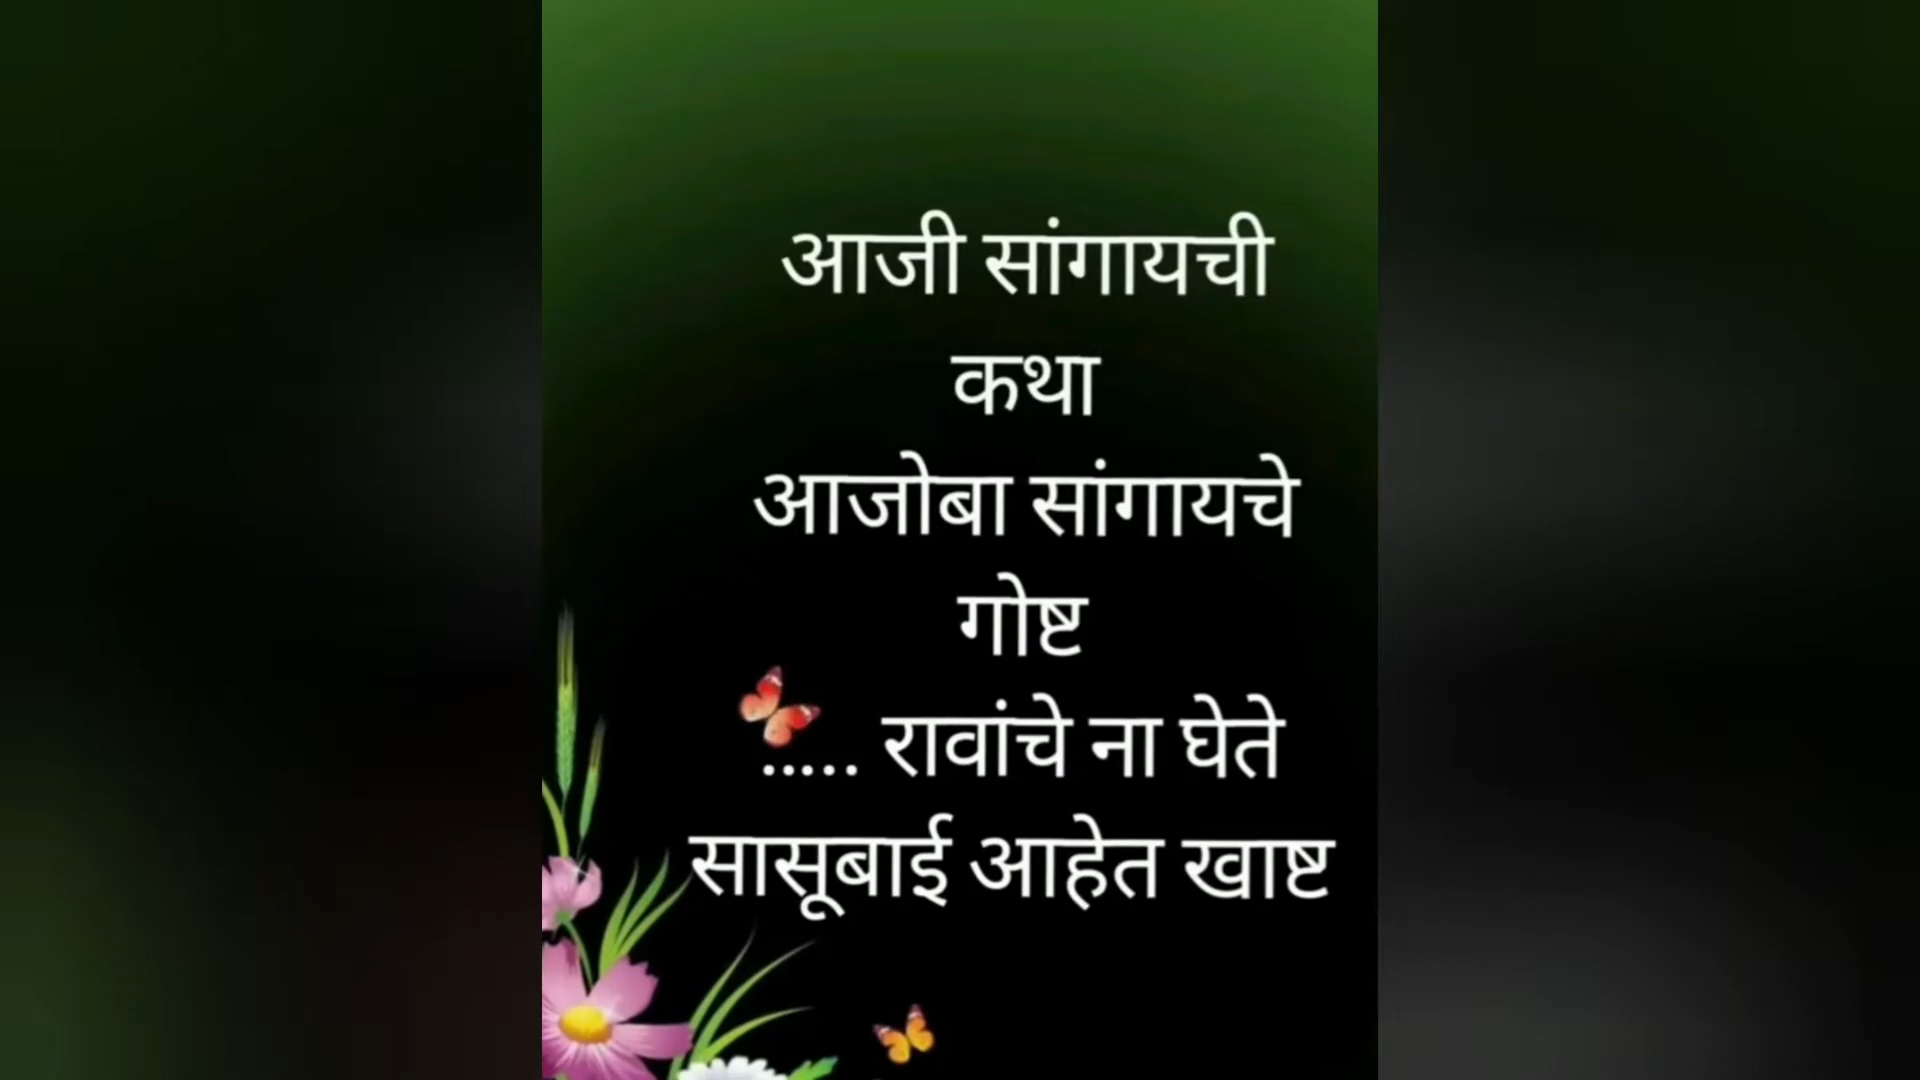 आजी सांगायची
कथा
आजोबा सांगायचे
गोष्ट
..... रावांचे ना घेते
सासूबाई आहेत खाष्ट